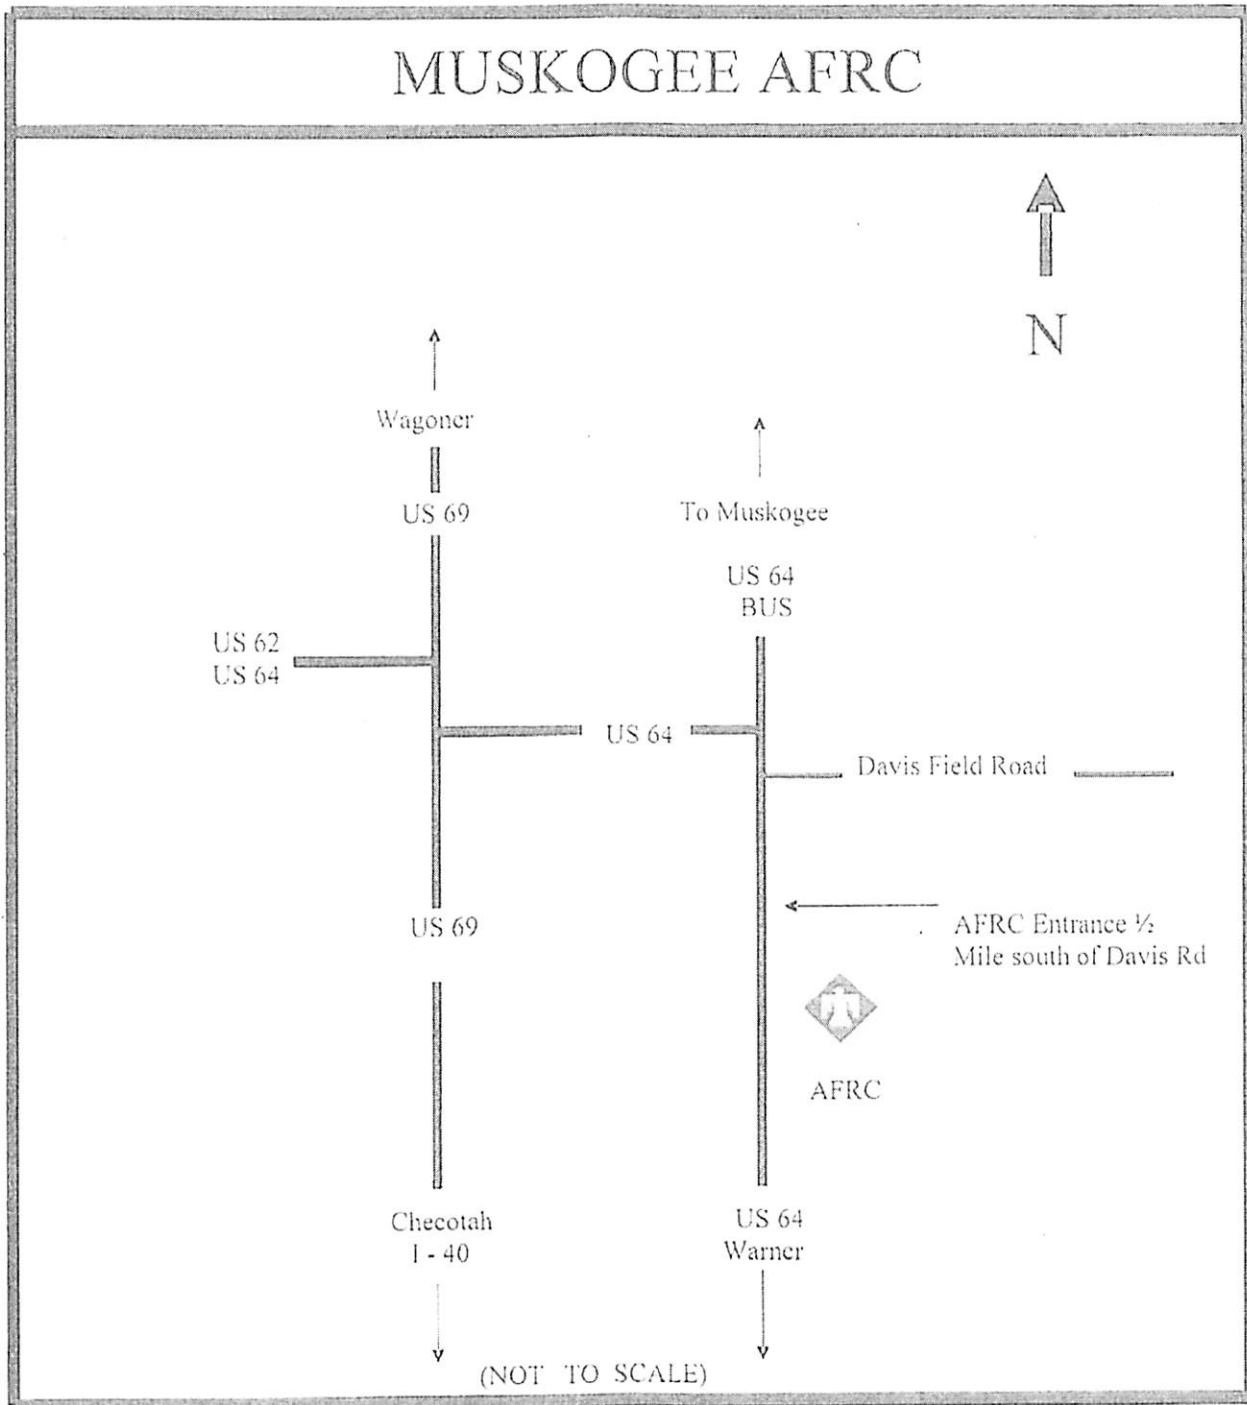 MUSKOGEE AFRC
N
Wagoner
US 69
To Muskogee
US 64
BUS
US 62
US 64
US 64
Davis Field Road
US 69
AFRC Entrance ½
Mile south of Davis Rd
AFRC
Checotah
I - 40
US 64
Warner
(NOT TO SCALE)